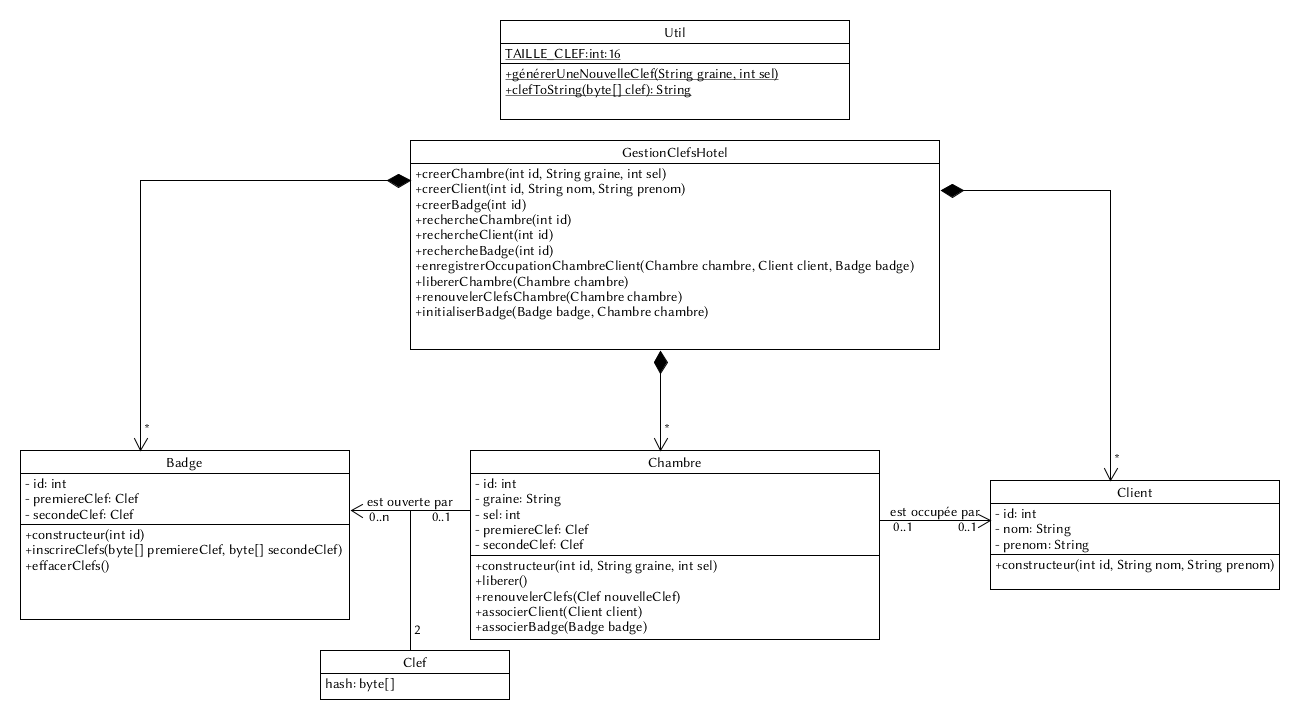 Util
TAILLE_CLEF:int:16
+générerUneNouvelleClef(String graine, int sel)
+clefToString(byte[] clef): String
GestionClefsHotel
+creerChambre(int id, String graine, int sel)
+creerClient(int id, String nom, String prenom)
+creerBadge(int id)
+rechercheChambre(int id)
+rechercheClient(int id)
+rechercheBadge(int id)
+enregistrerOccupationChambreClient(Chambre chambre, Client client, Badge badge)
+libererChambre(Chambre chambre)
+renouvelerClefsChambre(Chambre chambre)
+initialiserBadge(Badge badge, Chambre chambre)
*
*
*
Badge
- id: int
- premiereClef: Clef
- secondeClef: Clef
+constructeur(int id)
+inscrireClefs(byte[] premiereClef, byte[] secondeClef)
+effacerClefs()
est ouverte par
0..n
0..1
Chambre
- id: int
- graine: String
- sel: int
- premiereClef: Clef
- secondeClef: Clef
+constructeur(int id, String graine, int sel)
+liberer()
+renouvelerClefs(Clef nouvelleClef)
+associerClient(Client client)
+associerBadge(Badge badge)
est occupée par
0..1
0..1
Client
- id: int
- nom: String
- prenom: String
+constructeur(int id, String nom, String prenom)
2
Clef
hash: byte[]